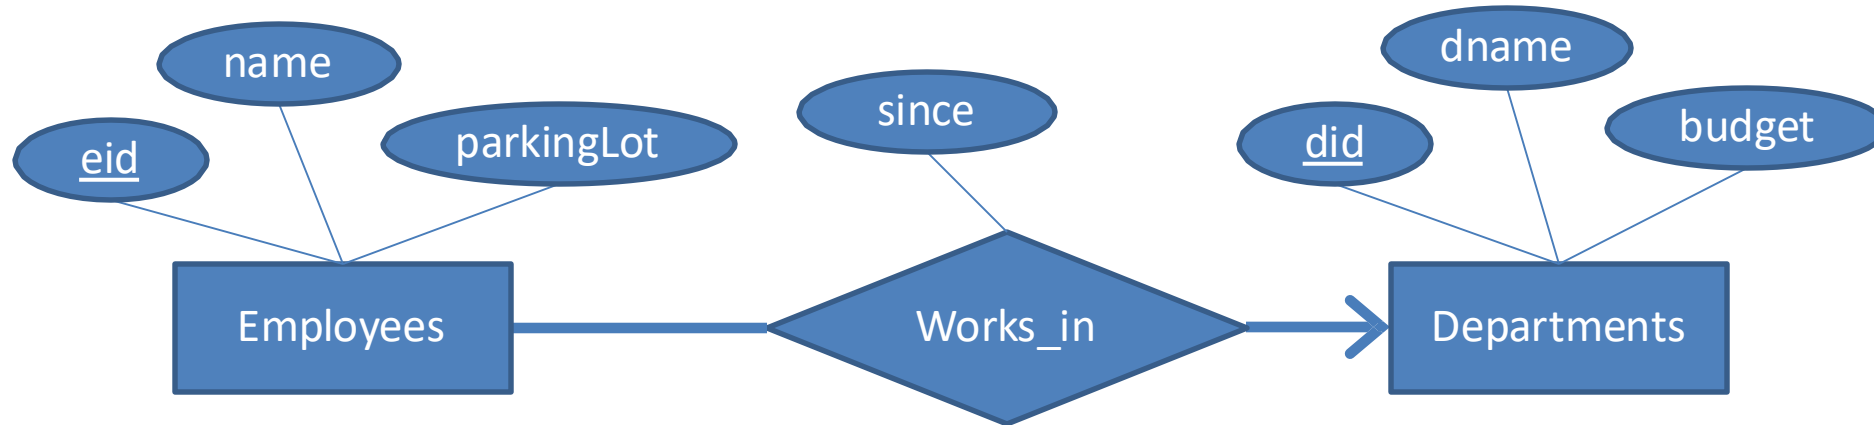 name
eid
parkingLot
since
dname
did
budget
Employees
Works_in
Departments